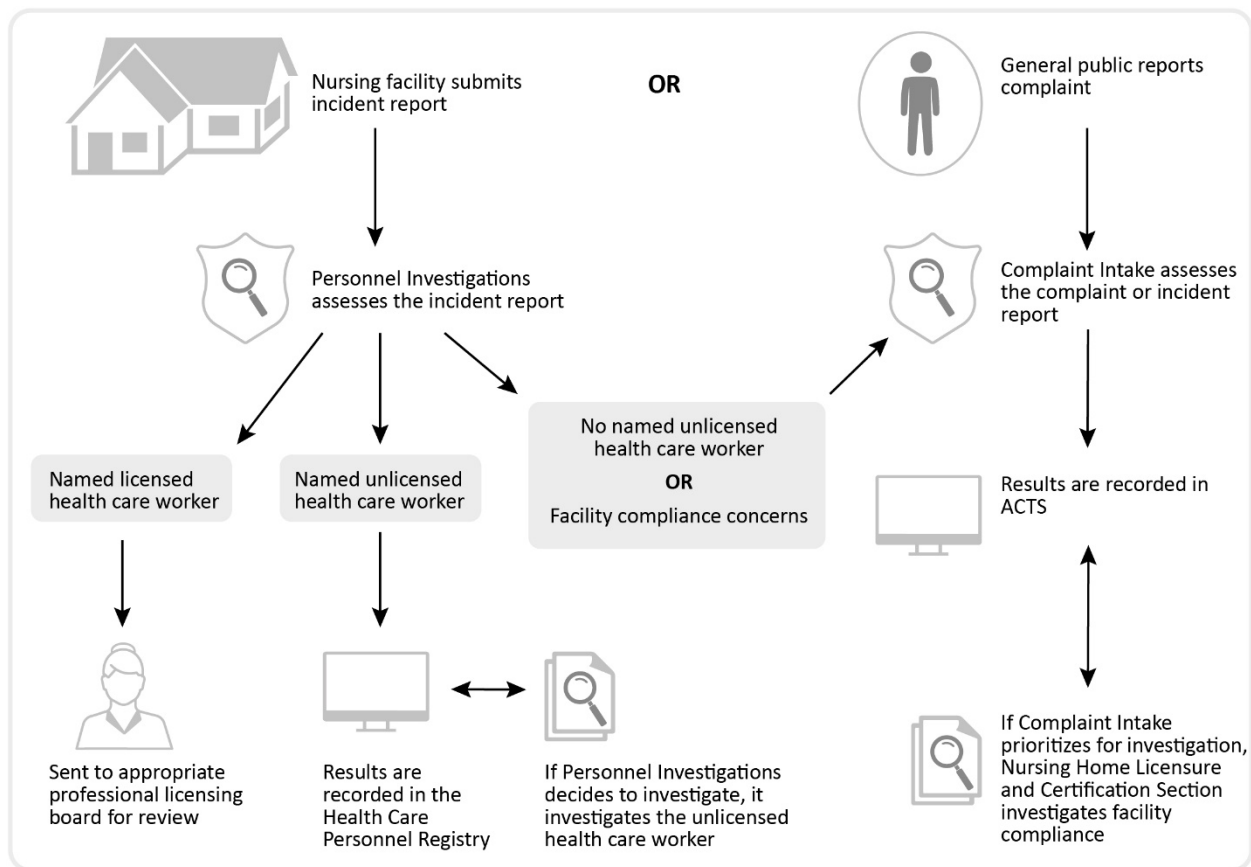 Nursing facility submits
incident report
OR
General public reports
complaint
Personnel Investigations
assesses the incident report
Complaint Intake assesses
the complaint or incident
report
Named licensed
health care worker
Named unlicensed
health care worker
No named unlicensed
health care worker
OR
Facility compliance concerns
Results are recorded in
ACTS
Sent to appropriate
professional licensing
board for review
Results are
recorded in the
Health Care
Personnel Registry
If Personnel Investigations
decides to investigate, it
investigates the unlicensed
health care worker
If Complaint Intake
prioritizes for investigation,
Nursing Home Licensure
and Certification Section
investigates facility
compliance